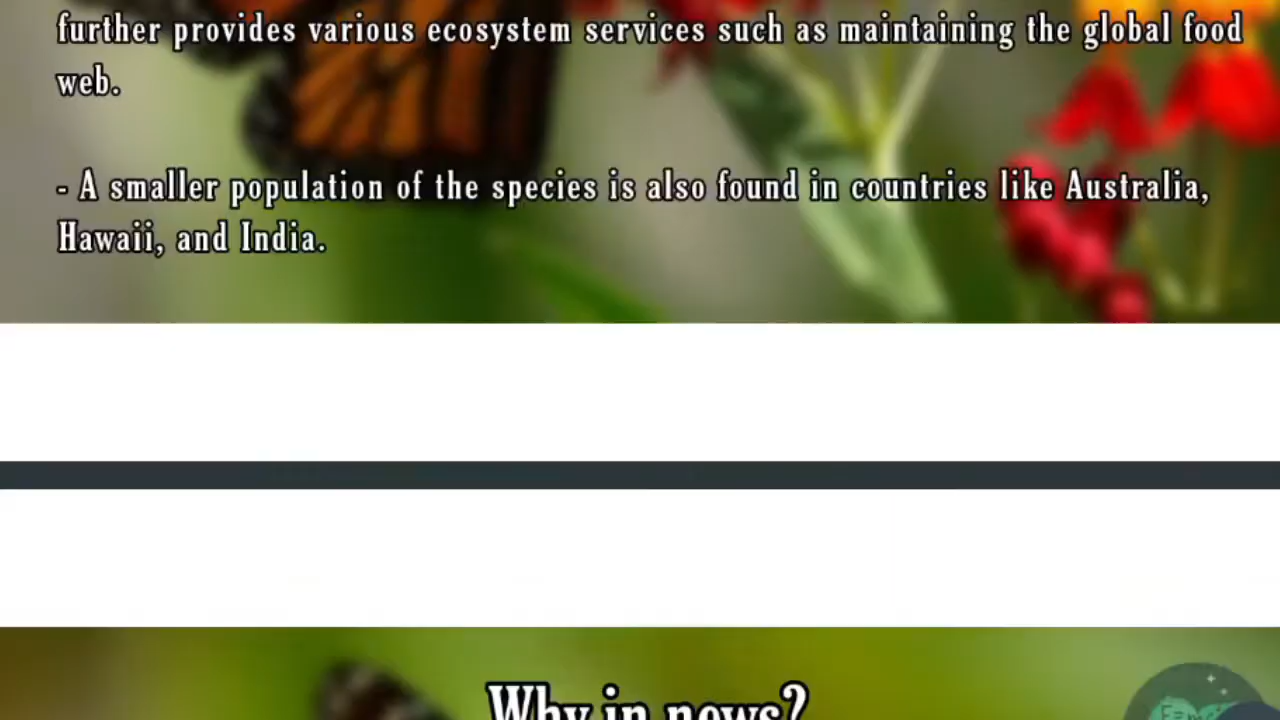 further provides various ecosystem services such as maintaining the global food
web.
- A smaller population of the species is also found in countries like Australia,
Hawaii, and India.
Why in news?